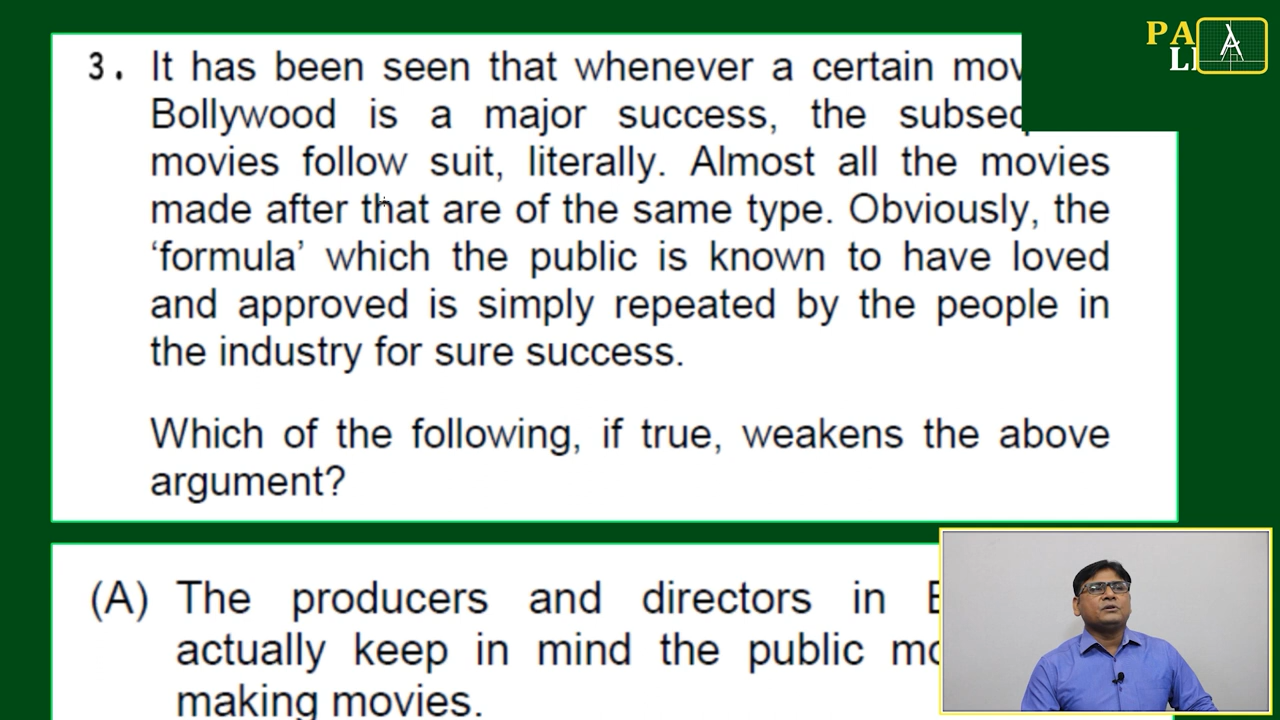 PA
LI
3. It has been seen that whenever a certain
Bollywood is a major success, the
movies follow suit, literally. Almost all the movies
made after that are of the same type. Obviously, the
‘formula’ which the public is known to have loved
and approved is simply repeated by the people in
the industry for sure success.
Which of the following, if true, weakens the above
argument?
(A) The producers and directors in
actually keep in mind the public
making movies.